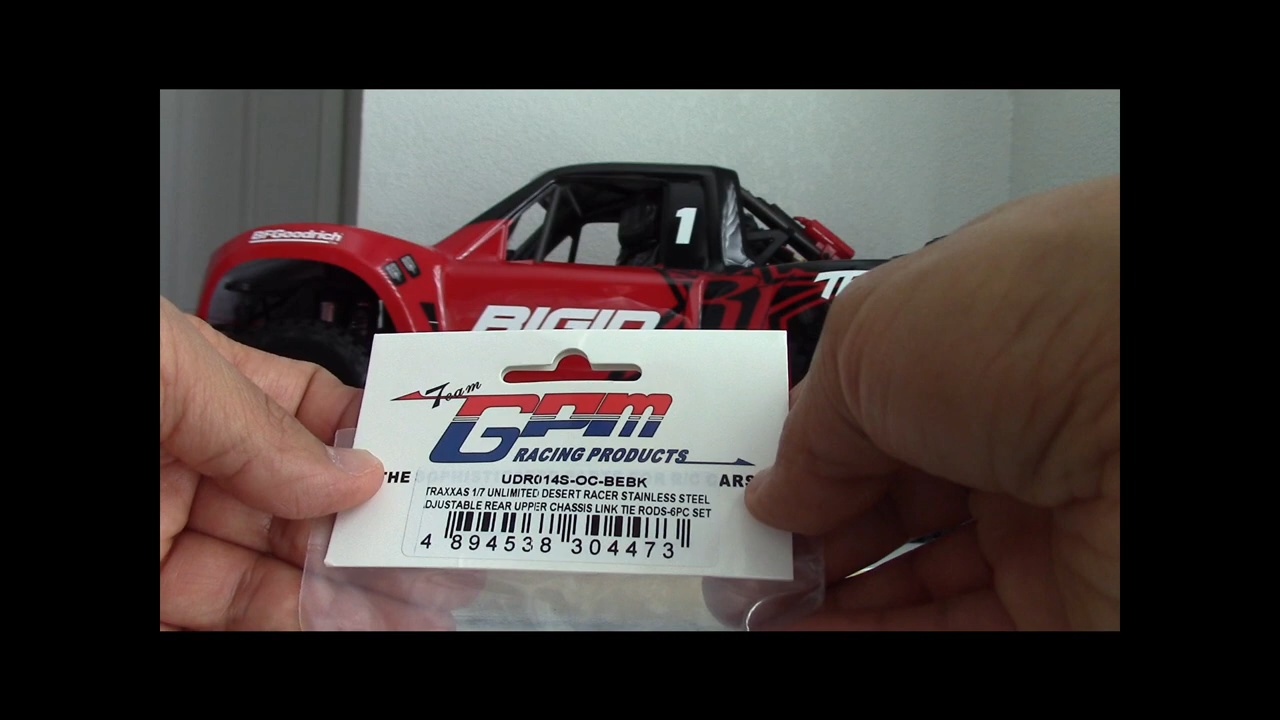 BFGoodrich
1
RIGID
Team
GPM
RACING PRODUCTS
THE
ARS
UDR014S-OC-BEBK
TRAXXAS 1/7 UNLIMITED DESERT RACER STAINLESS STEEL
DJUSTABLE REAR UPPER CHASSIS LINK TIE RODS-6PC SET
4 894538 304473